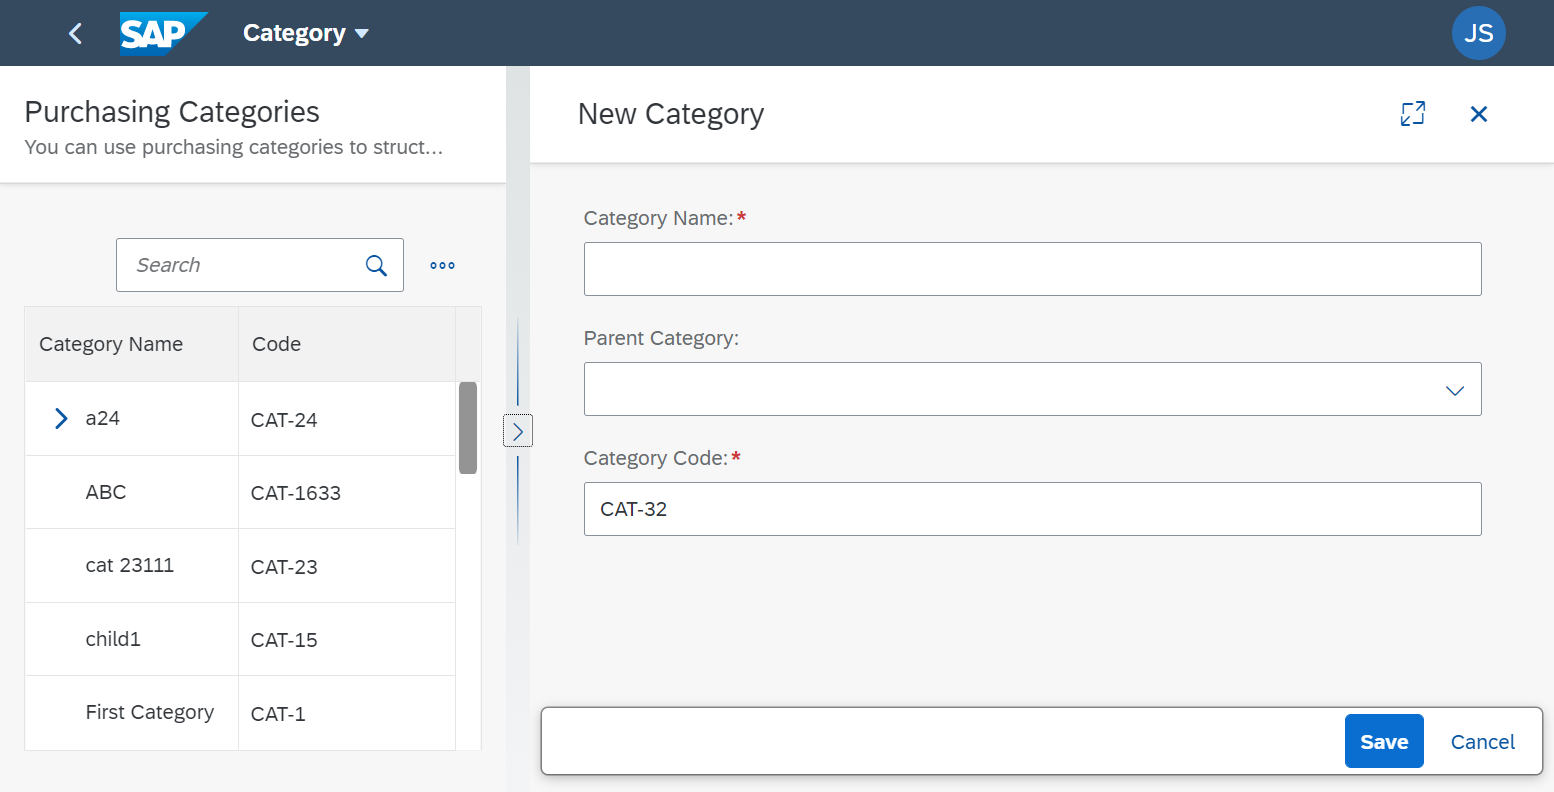 SAP Category JS
Purchasing Categories
You can use purchasing categories to struct...
Search
Category Name Code
a24 CAT-24
ABC CAT-1633
cat 23111 CAT-23
child1 CAT-15
First Category CAT-1
New Category
Category Name:*
Parent Category:
Category Code:*
CAT-32
Save Cancel